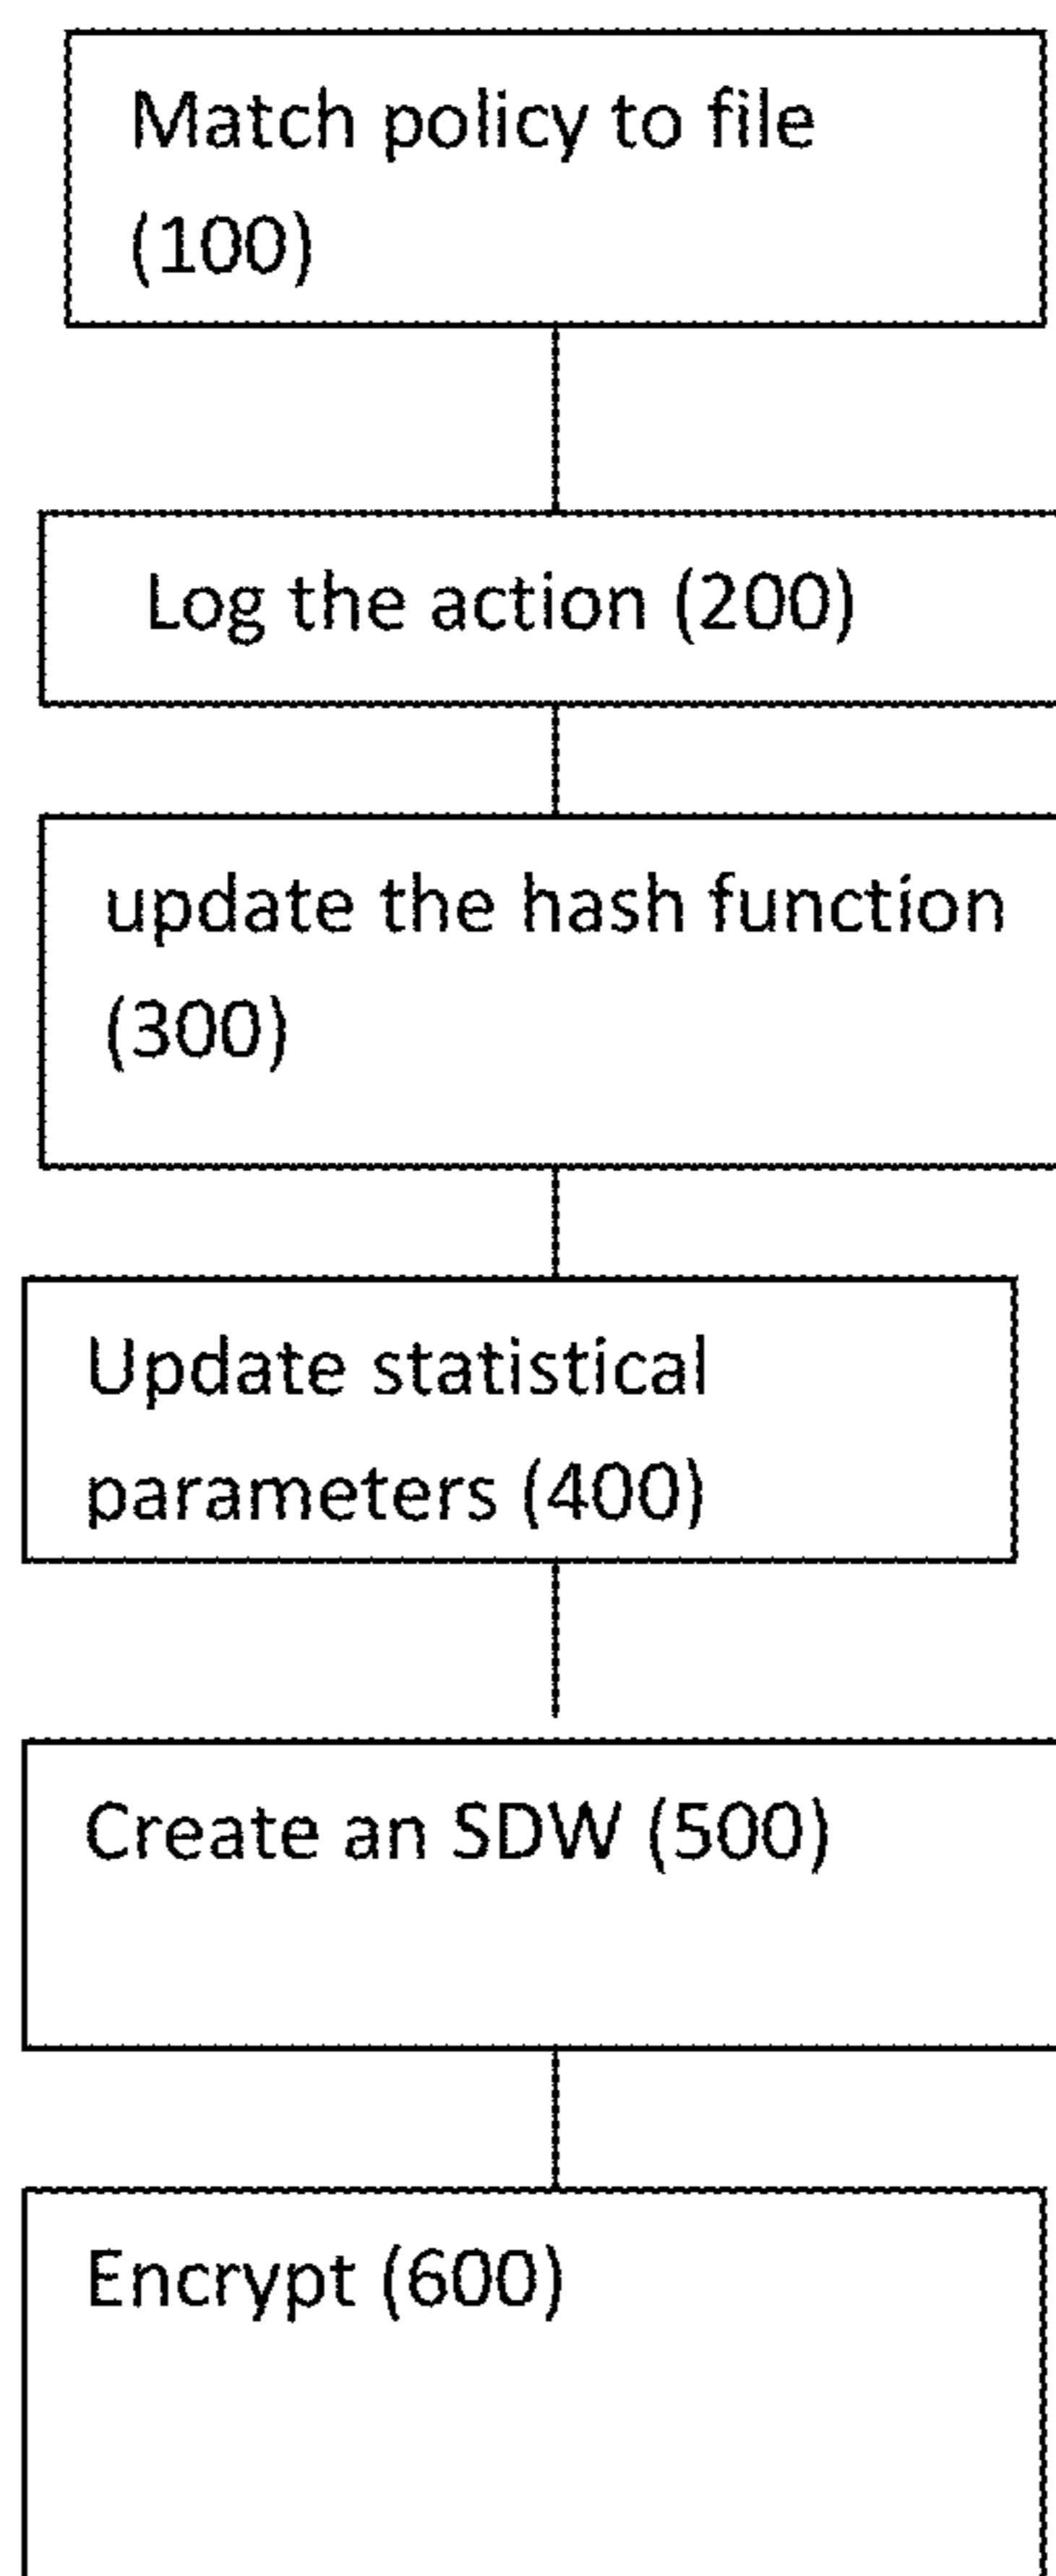 Match policy to file
(100)
Log the action (200)
update the hash function
(300)
Update statistical
parameters (400)
Create an SDW (500)
Encrypt (600)